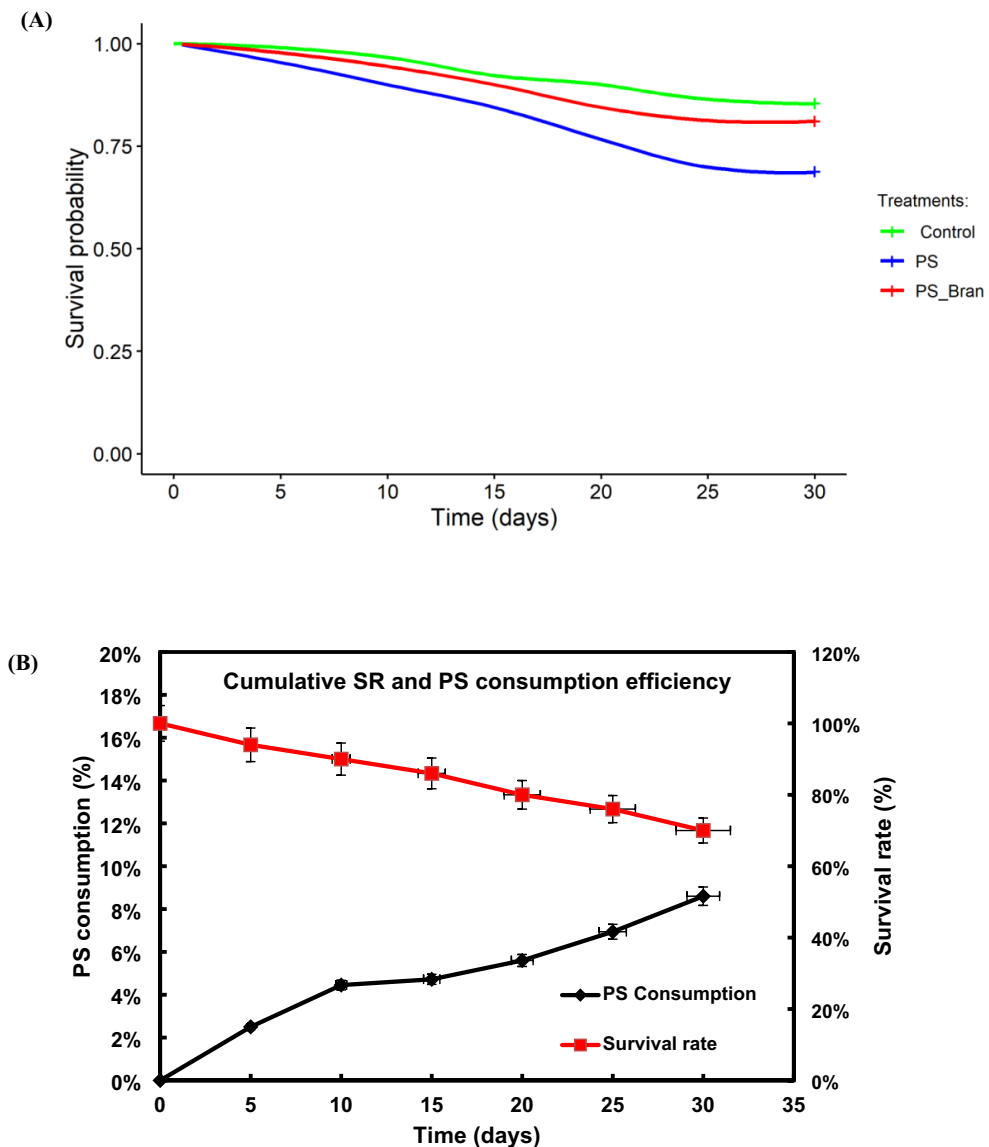 (A)
1.00
0.75
0.50
0.25
0.00
Survival probability
0 5 10 15 20 25 30
Time (days)
Treatments:
Control
PS
PS_Bran
(B)
Cumulative SR and PS consumption efficiency
20%
18%
16%
14%
12%
10%
8%
6%
4%
2%
0%
PS consumption (%)
120%
100%
80%
60%
40%
20%
0%
Survival rate (%)
PS Consumption
Survival rate
0 5 10 15 20 25 30 35
Time (days)